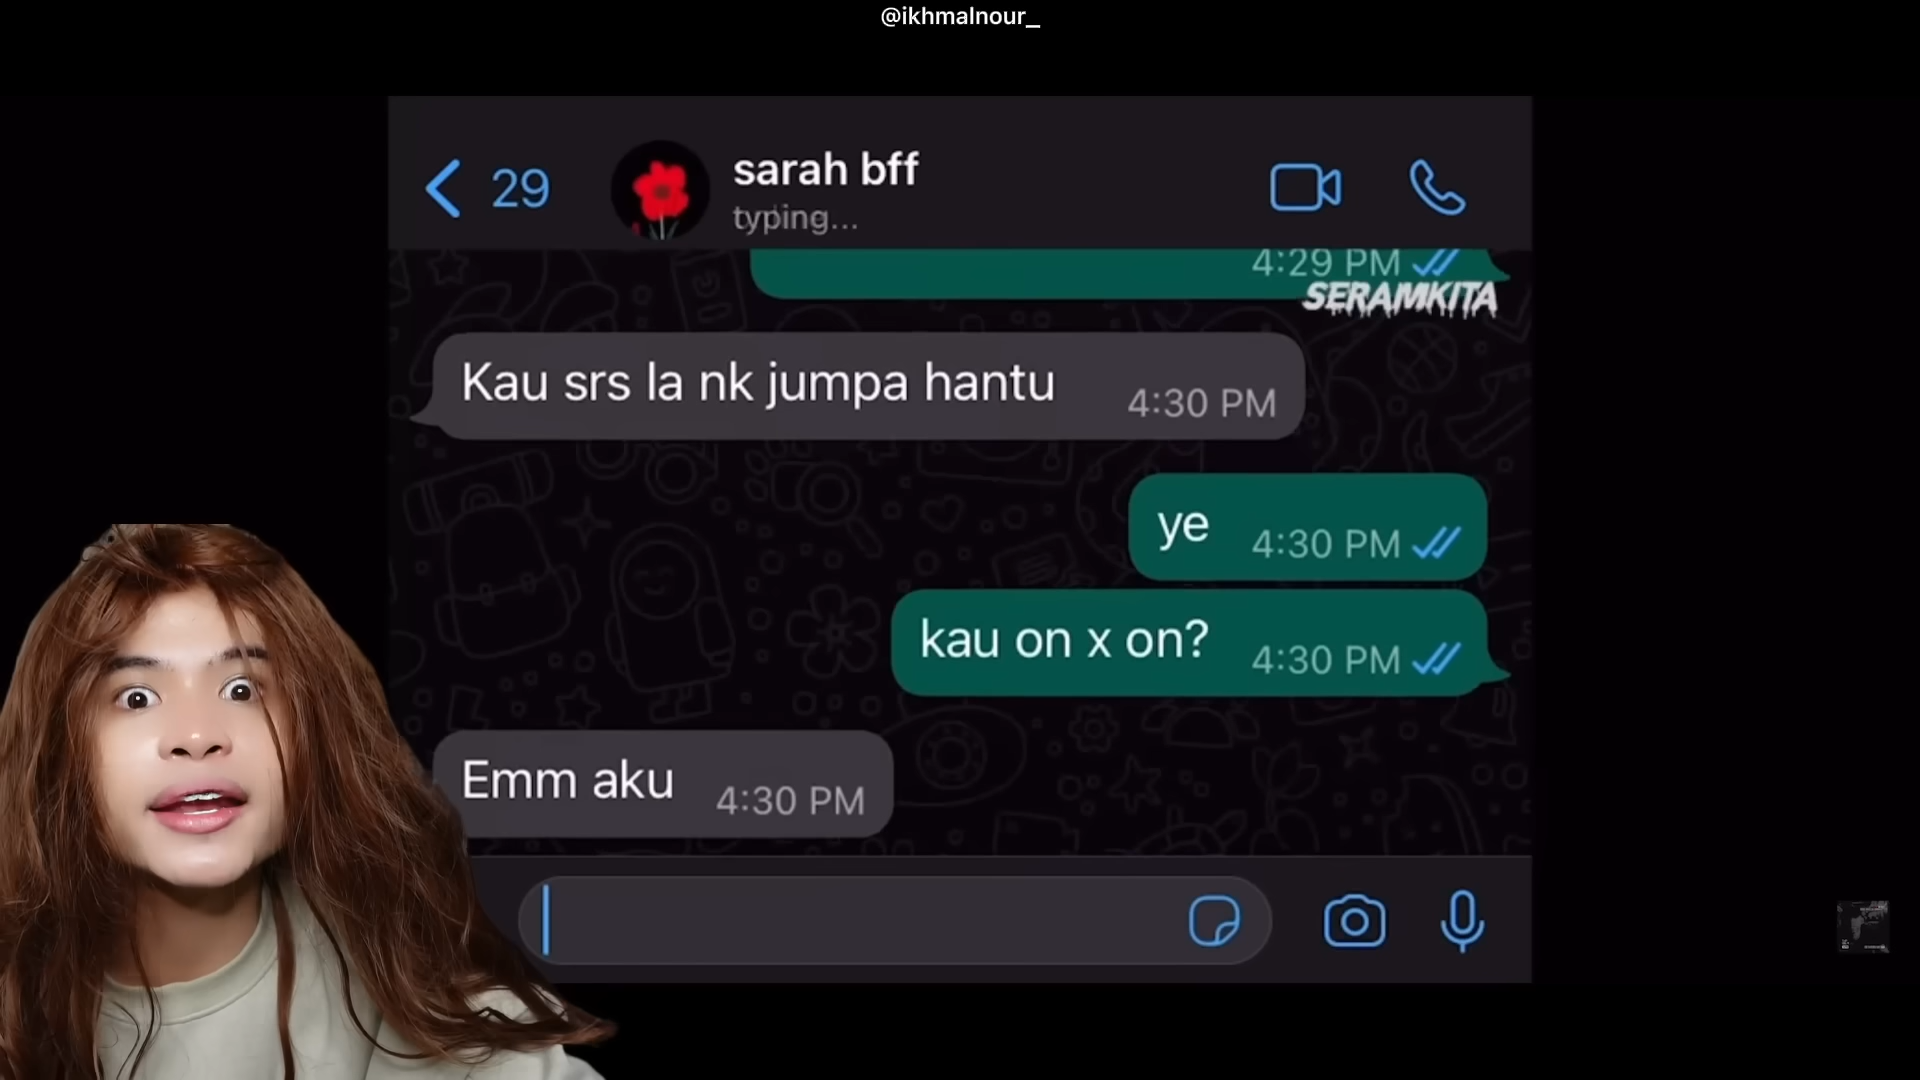 @ikhmalnour_
29
sarah bff
typing...
4:29 PM
SERAMKITA
Kau srs la nk jumpa hantu
4:30 PM
ye
4:30 PM
kau on x on?
4:30 PM
Emm aku
4:30 PM